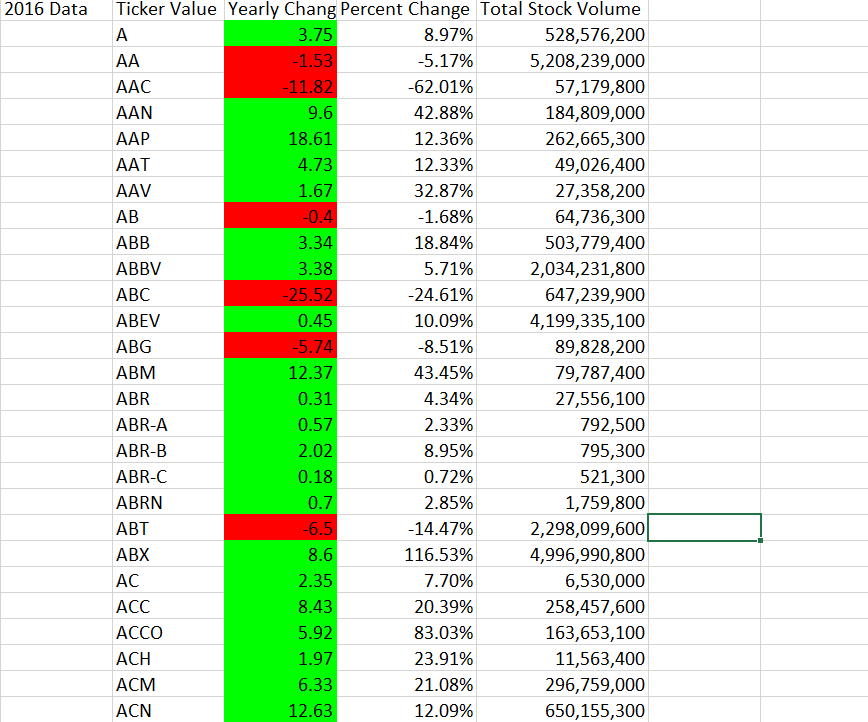 2016 Data Ticker Value Yearly Chang Percent Change Total Stock Volume
A 3.75 8.97% 528,576,200
AA -1.53 -5.17% 5,208,239,000
AAC -11.82 -62.01% 57,179,800
AAN 9.6 42.88% 184,809,000
AAP 18.61 12.36% 262,665,300
AAT 4.73 12.33% 49,026,400
AAV 1.67 32.87% 27,358,200
AB -0.4 -1.68% 64,736,300
ABB 3.34 18.84% 503,779,400
ABBV 3.38 5.71% 2,034,231,800
ABC -25.52 -24.61% 647,239,900
ABEV 0.45 10.09% 4,199,335,100
ABG -5.74 -8.51% 89,828,200
ABM 12.37 43.45% 79,787,400
ABR 0.31 4.34% 27,556,100
ABR-A 0.57 2.33% 792,500
ABR-B 2.02 8.95% 795,300
ABR-C 0.18 0.72% 521,300
ABRN 0.7 2.85% 1,759,800
ABT -6.5 -14.47% 2,298,099,600
ABX 8.6 116.53% 4,996,990,800
AC 2.35 7.70% 6,530,000
ACC 8.43 20.39% 258,457,600
ACCO 5.92 83.03% 163,653,100
ACH 1.97 23.91% 11,563,400
ACM 6.33 21.08% 296,759,000
ACN 12.63 12.09% 650,155,300